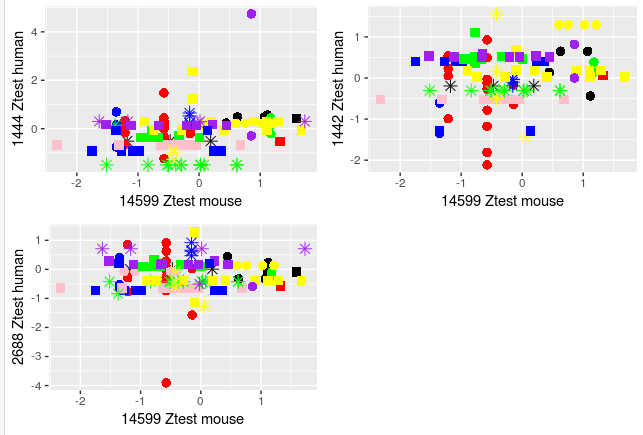 4
2
0
1444 Ztest human
-2 -1 0 1
14599 Ztest mouse
1
0
-1
-2
1442 Ztest human
-2 -1 0 1
14599 Ztest mouse
1
0
-1
-2
-3
-4
2688 Ztest human
-2 -1 0 1
14599 Ztest mouse